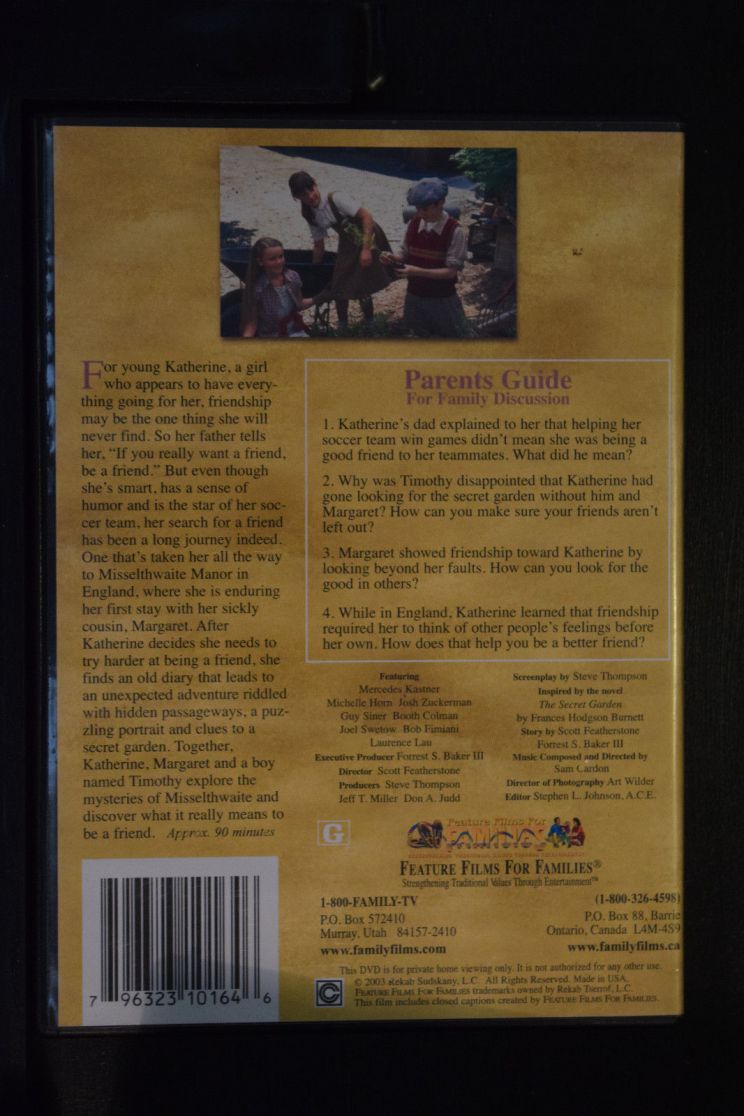 For young Katherine, a girl
who appears to have every-
thing going for her, friendship
may be the one thing she will
never find. So her father tells
her, “If you really want a friend,
be a friend.” But even though
she’s smart, has a sense of
humor and is the star of her soc-
cer team, her search for a friend
has been a long journey indeed.
One that’s taken her all the way
to Misselthwaite Manor in
England, where she is enduring
her first stay with her sickly
cousin, Margaret. After
Katherine decides she needs to
try harder at being a friend, she
finds an old diary that leads to
an unexpected adventure riddled
with hidden passageways, a puz-
zling portrait and clues to a
secret garden. Together,
Katherine, Margaret and a boy
named Timothy explore the
mysteries of Misselthwaite and
discover what it really means to
be a friend. Approx. 90 minutes
Parents Guide
For Family Discussion
1. Katherine’s dad explained to her that helping her
soccer team win games didn’t mean she was being a
good friend to her teammates. What did he mean?
2. Why was Timothy disappointed that Katherine had
gone looking for the secret garden without him and
Margaret? How can you make sure your friends aren’t
left out?
3. Margaret showed friendship toward Katherine by
looking beyond her faults. How can you look for the
good in others?
4. While in England, Katherine learned that friendship
required her to think of other people’s feelings before
her own. How does that help you be a better friend?
Featuring
Mercedes Kastner
Michelle Horn Josh Zuckerman
Guy Siner Booth Colman
Joel Swetow Bob Fimiani
Laurence Lau
Executive Producer Forrest S. Baker III
Director Scott Featherstone
Producers Steve Thompson
Jeff T. Miller Don A. Judd
Screenplay by Steve Thompson
Inspired by the novel
The Secret Garden
by Frances Hodgson Burnett
Story by Scott Featherstone
Forrest S. Baker III
Music Composed and Directed by
Sam Cardon
Director of Photography Art Wilder
Editor Stephen L. Johnson, A.C.E.
G
Feature Films For
FAMILIES
FEATURE FILMS FOR FAMILIES®
Strengthening Traditional Values Through Entertainment™
1-800-FAMILY-TV
P.O. Box 572410
Murray, Utah 84157-2410
www.familyfilms.com
(1-800-326-4598)
P.O. Box 88, Barrie
Ontario, Canada L4M-4S9
www.familyfilms.ca
This DVD is for private home viewing only. It is not authorized for any other use.
© 2003 Rekab Sudskany, L.C. All Rights Reserved. Made in USA.
FEATURE FILMS FOR FAMILIES trademarks owned by Rekab Tserrof, L.C.
This film includes closed captions created by FEATURE FILMS FOR FAMILIES.
7 96323 10164 6